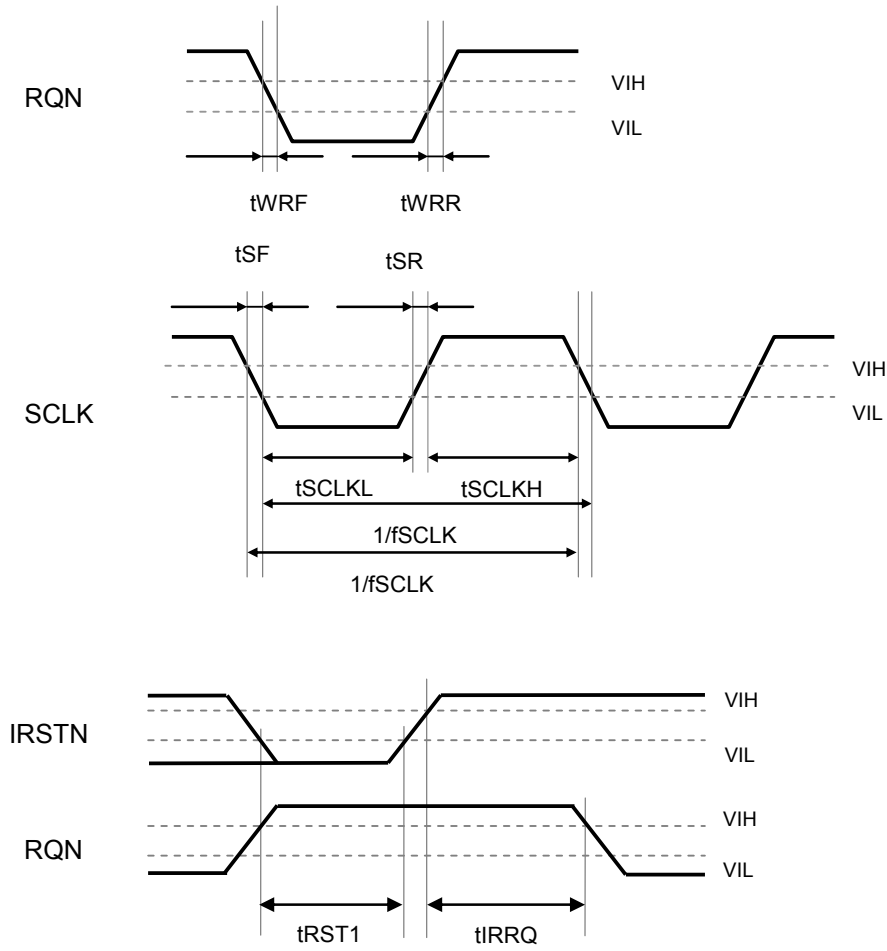 RQN
VIH
VIL
tWRF
tWRR
tSF
tSR
SCLK
VIH
VIL
tSCLKL
tSCLKH
1/fSCLK
1/fSCLK
IRSTN
VIH
VIL
RQN
VIH
VIL
tRST1
tIRRQ